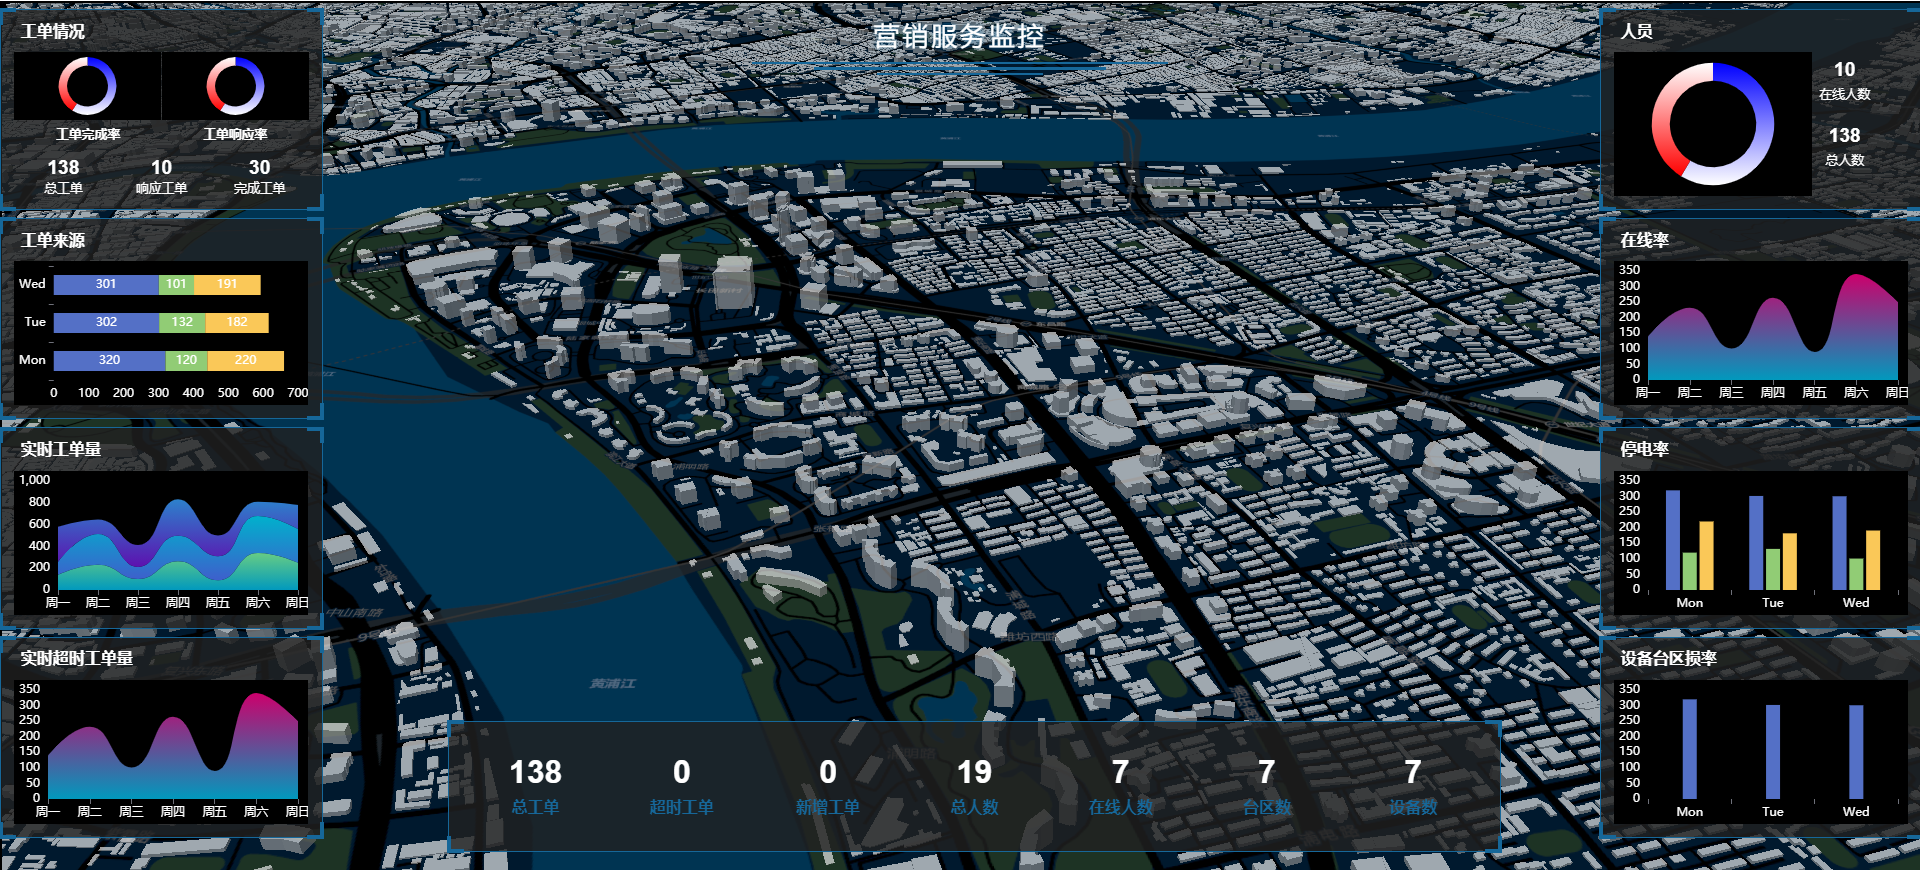 营销服务监控
工单情况
工单完成率
工单响应率
138
10
30
总工单
响应工单
完成工单
工单来源
Wed 301 101 191
Tue 302 132 182
Mon 320 120 220
0 100 200 300 400 500 600 700
实时工单量
1,000
800
600
400
200
0
周一 周二 周三 周四 周五 周六 周日
实时超时工单量
350
300
250
200
150
100
50
0
周一 周二 周三 周四 周五 周六 周日
中山南路
黄浦江
潍坊西路
138 0 0 19 7 7 7
总工单 超时工单 新增工单 总人数 在线人数 台区数 设备数
人员
10
在线人数
138
总人数
在线率
350
300
250
200
150
100
50
0
周一 周二 周三 周四 周五 周六 周日
停电率
350
300
250
200
150
100
50
0
Mon Tue Wed
设备台区损率
350
300
250
200
150
100
50
0
Mon Tue Wed